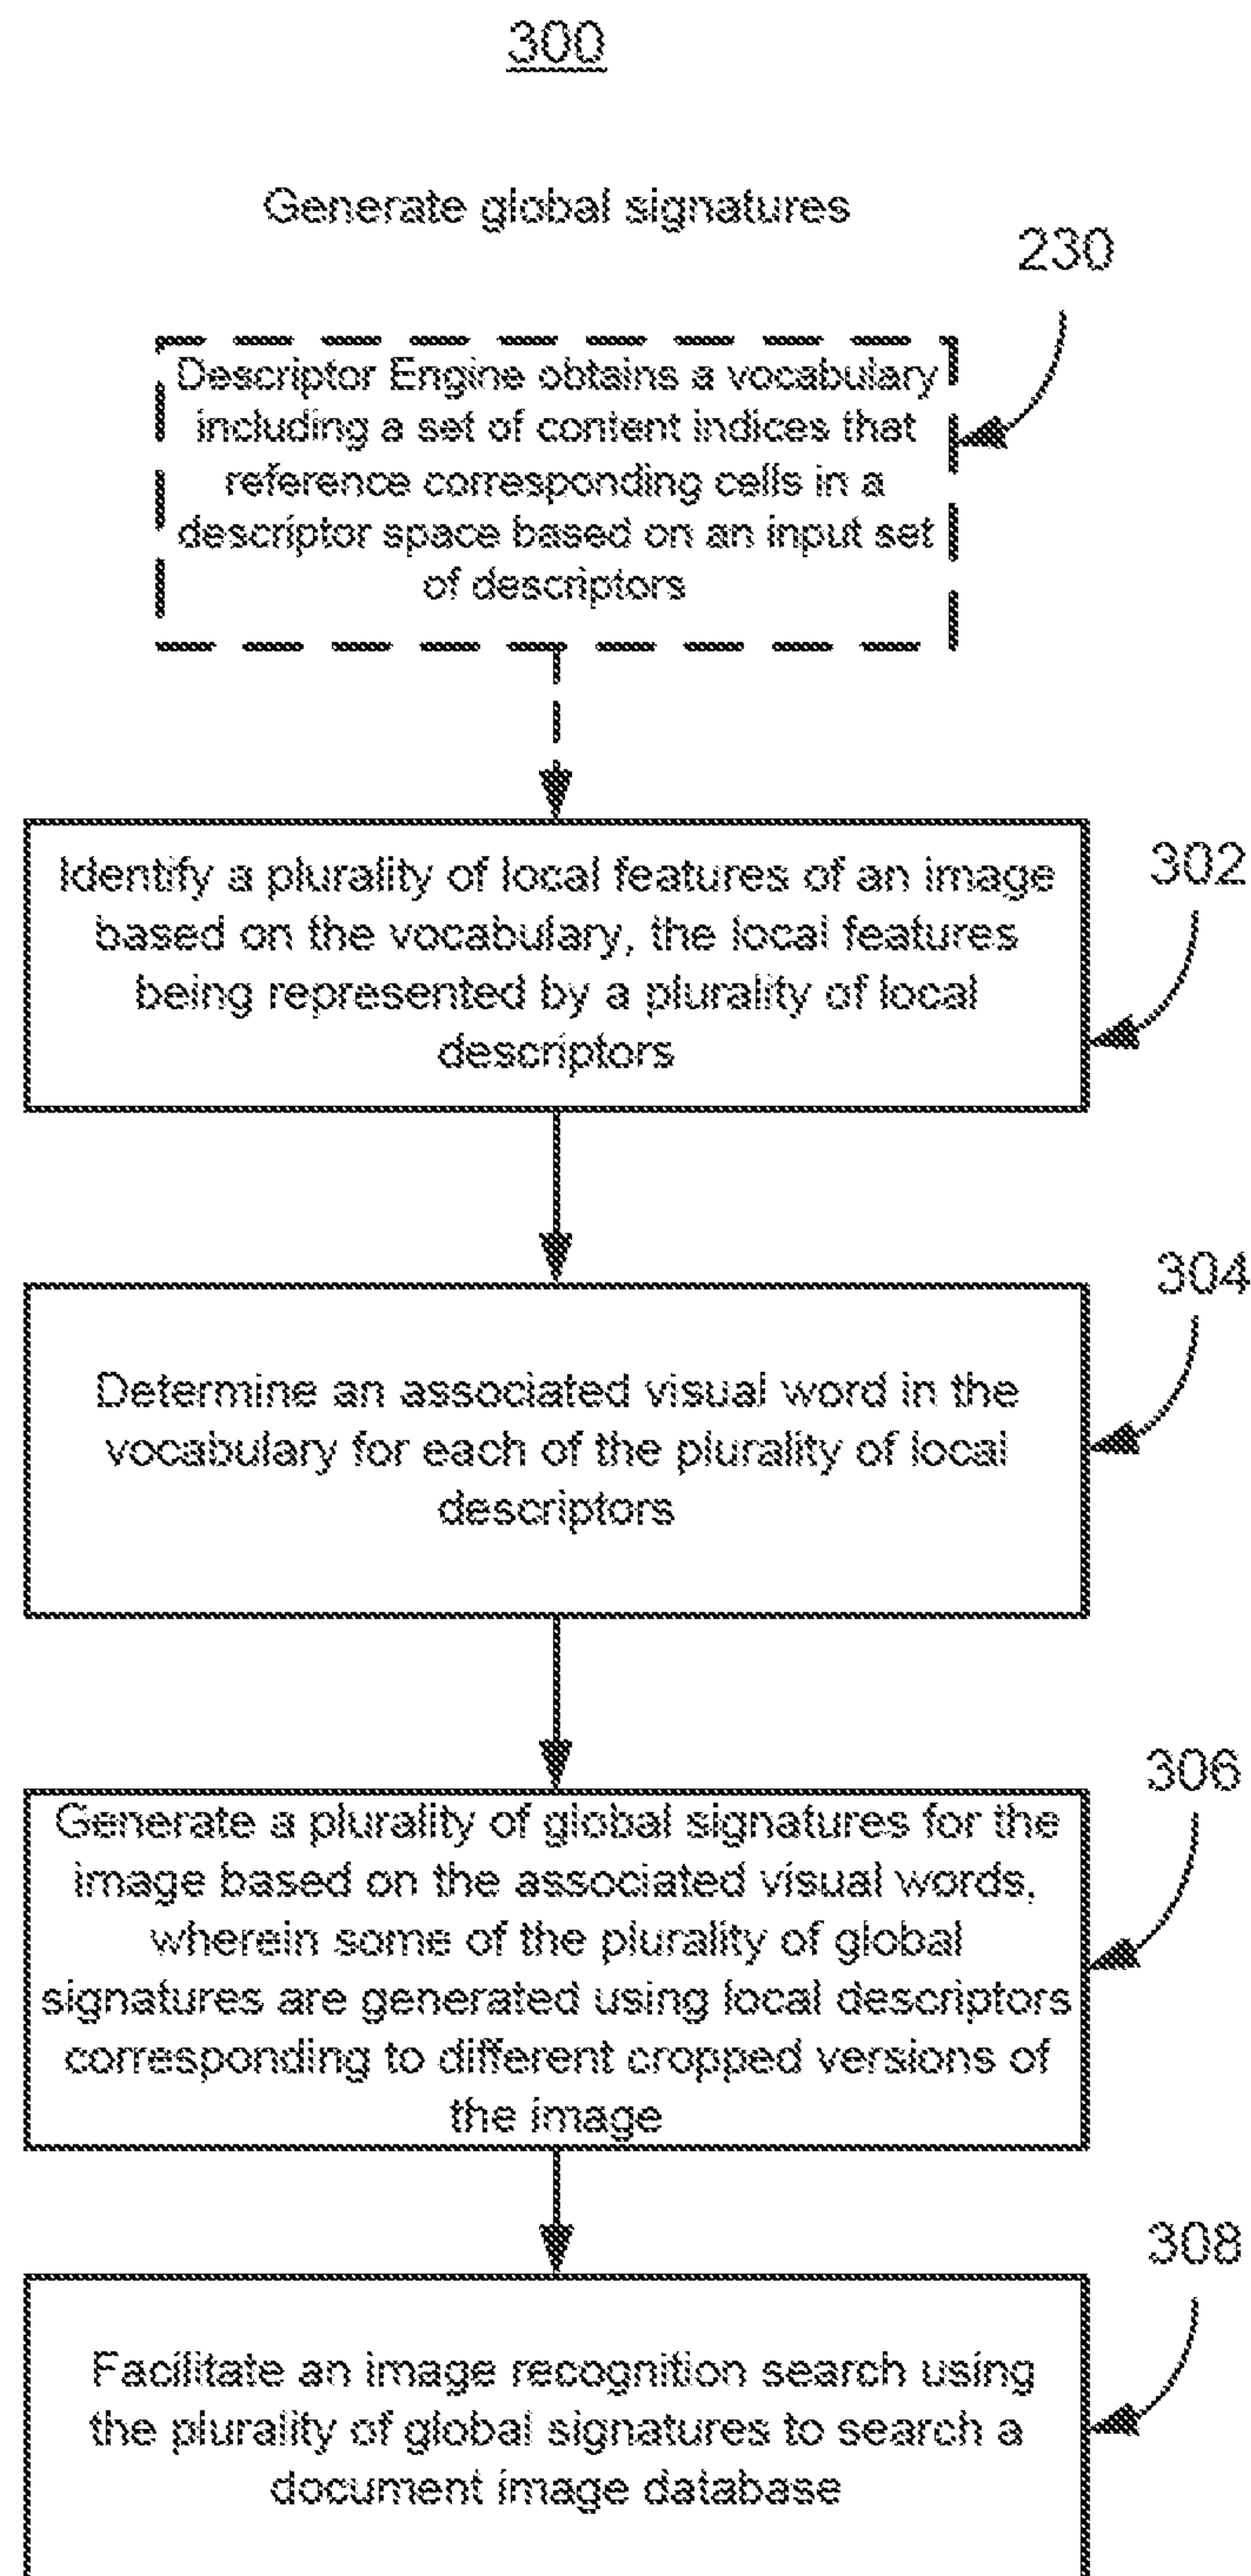 300
Generate global signatures
230
Descriptor Engine obtains a vocabulary
including a set of content indices that
reference corresponding cells in a
descriptor space based on an input set
of descriptors
302
Identify a plurality of local features of an image
based on the vocabulary, the local features
being represented by a plurality of local
descriptors
304
Determine an associated visual word in the
vocabulary for each of the plurality of local
descriptors
306
Generate a plurality of global signatures for the
image based on the associated visual words,
wherein some of the plurality of global
signatures are generated using local descriptors
corresponding to different cropped versions of
the image
308
Facilitate an image recognition search using
the plurality of global signatures to search a
document image database